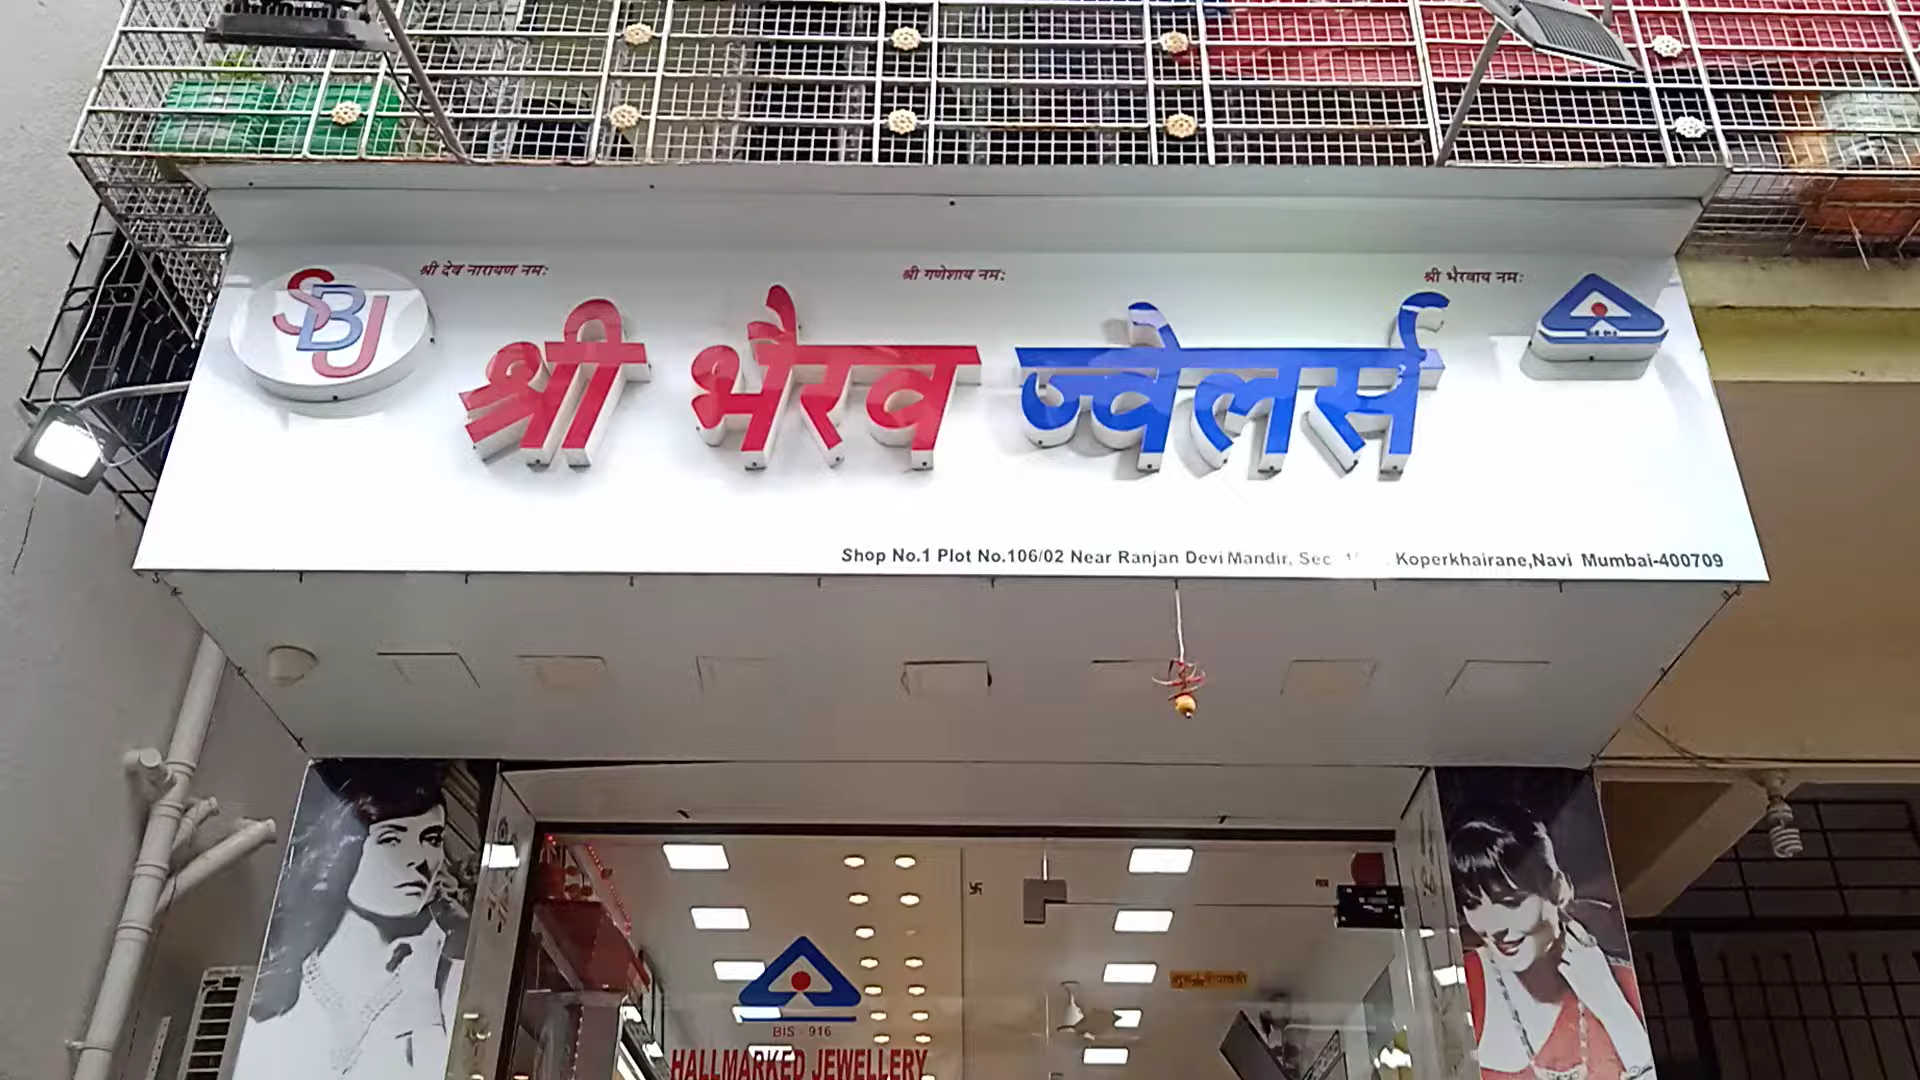 श्री देव नारायण नमः
श्री गणेशाय नमः
श्री भैरवाय नमः
SBJ
श्री भैरव ज्वेलर्स
Shop No.1 Plot No.106/02 Near Ranjan Devi Mandir, Sec Koperkhairane,Navi Mumbai-400709
BIS - 916
HALLMARKED JEWELLERY